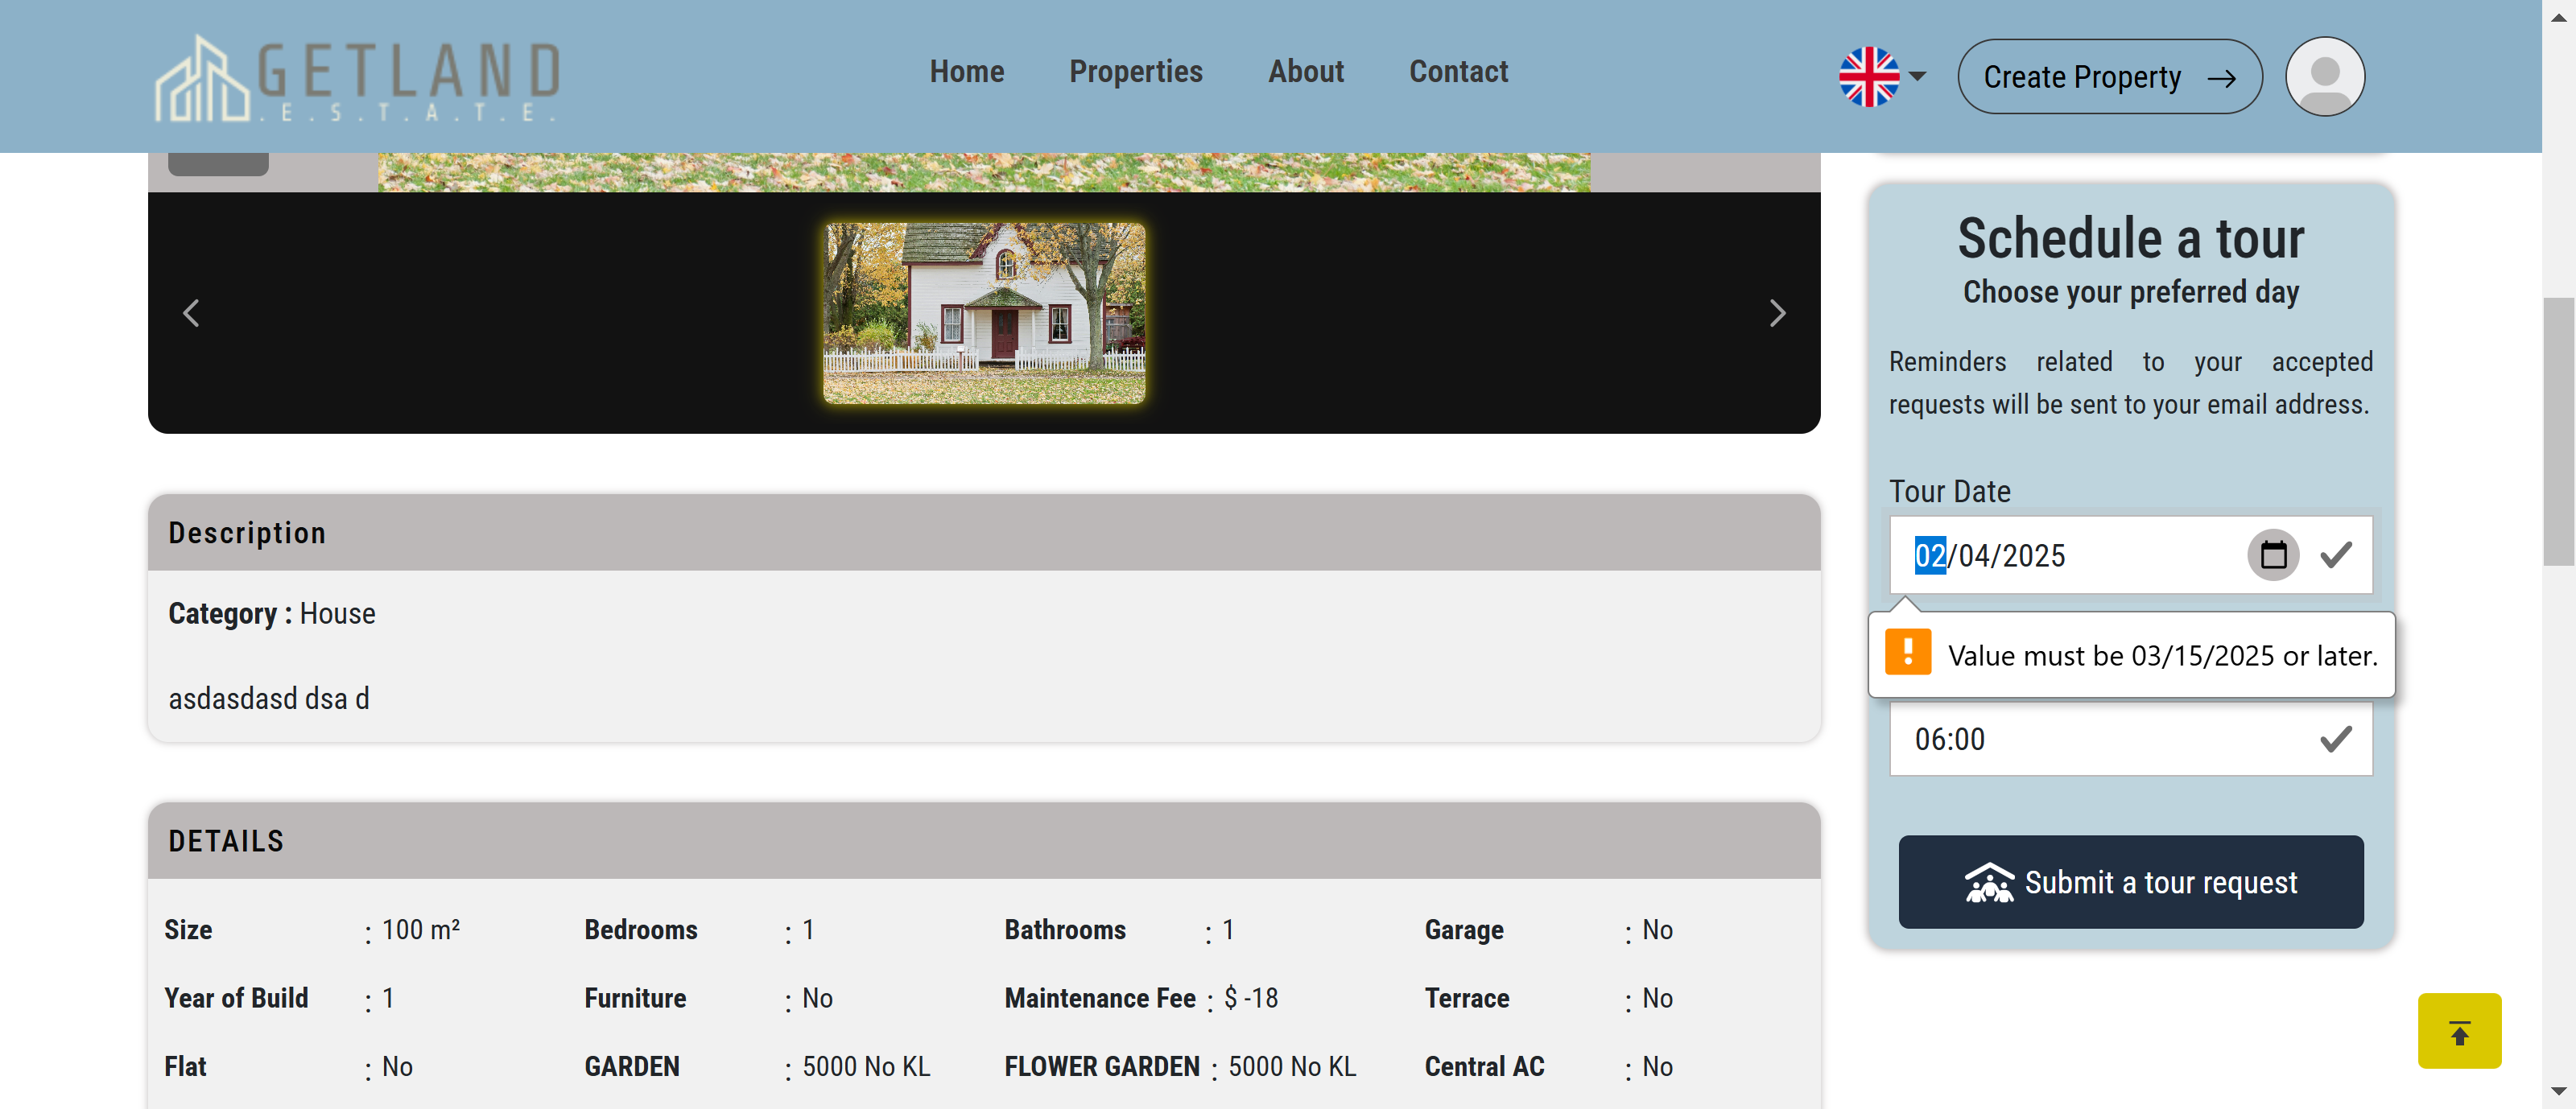 GETLAND
.E.S.T.A.T.E.
Home
Properties
About
Contact
Create Property
Schedule a tour
Choose your preferred day
Reminders related to your accepted
requests will be sent to your email address.
Tour Date
02/04/2025
Value must be 03/15/2025 or later.
06:00
Submit a tour request
Description
Category : House
asdasdasd dsa d
DETAILS
Size : 100 m²
Bedrooms : 1
Bathrooms : 1
Garage : No
Year of Build : 1
Furniture : No
Maintenance Fee : $ -18
Terrace : No
Flat : No
GARDEN : 5000 No KL
FLOWER GARDEN : 5000 No KL
Central AC : No